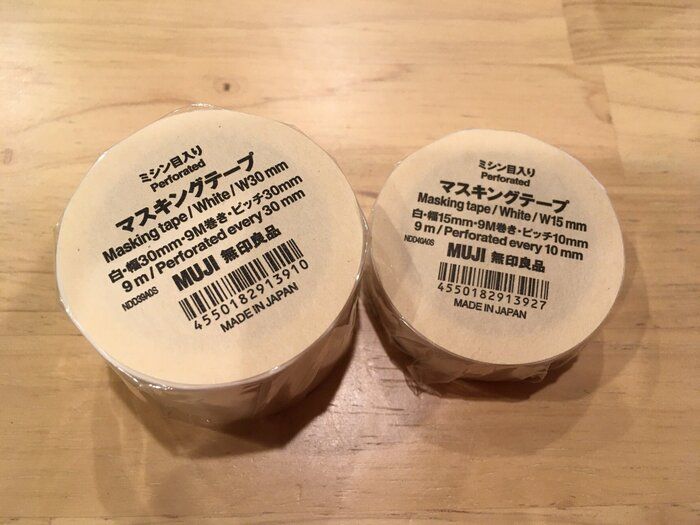 ミシン目入り
Perforated
マスキングテープ
Masking tape / White / W30 mm
白・幅30mm・9M巻き・ピッチ30mm
9 m / Perforated every 30 mm
MUJI 無印良品
NDD39A0S
4550182913910
MADE IN JAPAN
ミシン目入り
Perforated
マスキングテープ
Masking tape / White / W15 mm
白・幅15mm・9M巻き・ピッチ10mm
9 m / Perforated every 10 mm
NDD40A0S
MUJI 無印良品
4550182913927
MADE IN JAPAN